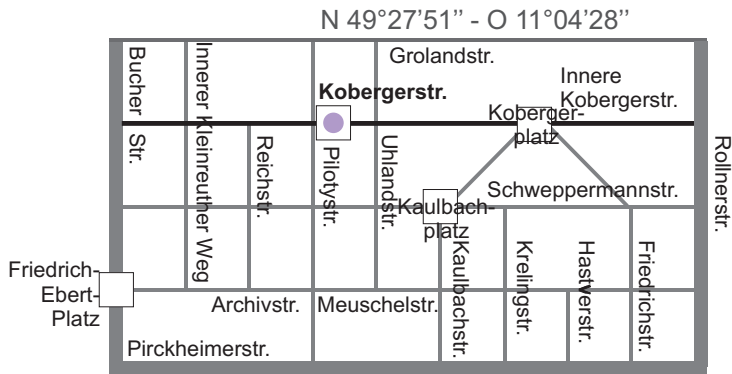 N 49°27’51’’ - O 11°04’28’’
Grolandstr.
Bucher
Str.
Innerer Kleinreuther Weg
Innere
Kobergerstr.
Kobergerstr.
Koberger-
platz
Reichstr.
Pilotystr.
Uhlandstr.
Rollnerstr.
Schweppermannstr.
Kaulbach-
platz
Kaulbachstr.
Krelingstr.
Hastverstr.
Friedrichstr.
Friedrich-
Ebert-
Platz
Archivstr.
Meuschelstr.
Pirckheimerstr.